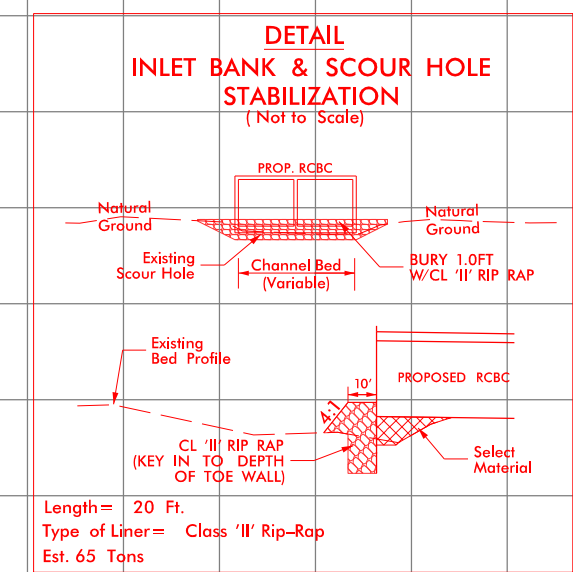 DETAIL
INLET BANK & SCOUR HOLE
STABILIZATION
( Not to Scale)
PROP. RCBC
Natural
Ground
Natural
Ground
Existing
Scour Hole
Channel Bed
(Variable)
BURY 1.0FT
W/CL 'II' RIP RAP
Existing
Bed Profile
10'
PROPOSED RCBC
4:1
CL 'II' RIP RAP
(KEY IN TO DEPTH
OF TOE WALL)
Select
Material
Length= 20 Ft.
Type of Liner= Class 'II' Rip-Rap
Est. 65 Tons